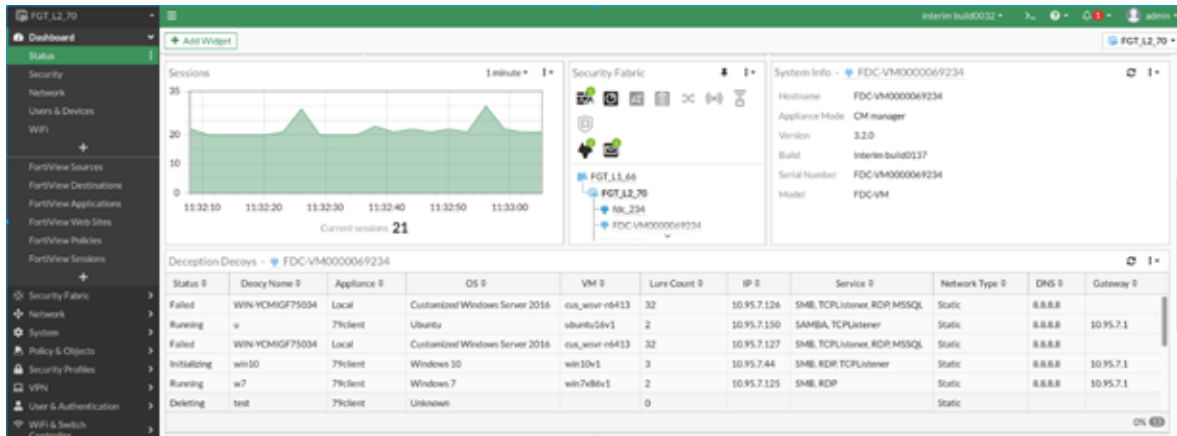 FGT_L2_70
interim build0032
>_
admin
Dashboard
Status
Security
Network
Users & Devices
WiFi
+
FortiView Sources
FortiView Destinations
FortiView Applications
FortiView Web Sites
FortiView Policies
FortiView Sessions
+
Security Fabric
Network
System
Policy & Objects
Security Profiles
VPN
User & Authentication
WiFi & Switch
Controller
+ Add Widget
FGT_L2_70
Sessions
1 minute
35
20
10
0
11:32:10 11:32:20 11:32:30 11:32:40 11:32:50 11:33:00
Current sessions 21
Security Fabric
FGT_L1_66
FGT_L2_70
fdc_234
FDC-VM0000069234
System Info - FDC-VM0000069234
Hostname FDC-VM0000069234
Appliance Mode CM manager
Version 3.2.0
Build Interim build0137
Serial Number FDC-VM0000069234
Model FDC-VM
Deception Decoys - FDC-VM0000069234
Status Deocy Name Appliance OS VM Lure Count IP Service Network Type DNS Gateway
Failed WIN-YCMIGF75034 Local Customized Windows Server 2016 cus_wsvr-n6413 32 10.95.7.126 SMB, TCPListener, RDP, MSSQL Static 8.8.8.8
Running u 79client Ubuntu ubuntu16v1 2 10.95.7.150 SAMBA, TCPListener Static 8.8.8.8 10.95.7.1
Failed WIN-YCMIGF75034 Local Customized Windows Server 2016 cus_wsvr-n6413 32 10.95.7.127 SMB, TCPListener, RDP, MSSQL Static 8.8.8.8
Initializing win10 79client Windows 10 win10v1 3 10.95.7.44 SMB, RDP, TCPListener Static 8.8.8.8 10.95.7.1
Running w7 79client Windows 7 win7x86v1 2 10.95.7.125 SMB, RDP Static 8.8.8.8 10.95.7.1
Deleting test 79client Unknown 0 Static
0%